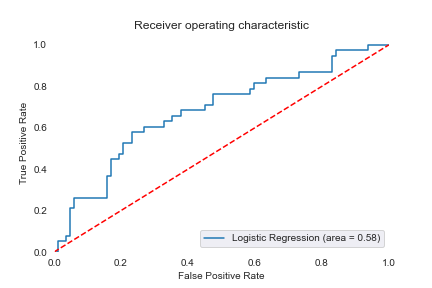 Receiver operating characteristic
1.0
0.8
0.6
0.4
0.2
0.0
True Positive Rate
Logistic Regression (area = 0.58)
0.0 0.2 0.4 0.6 0.8 1.0
False Positive Rate